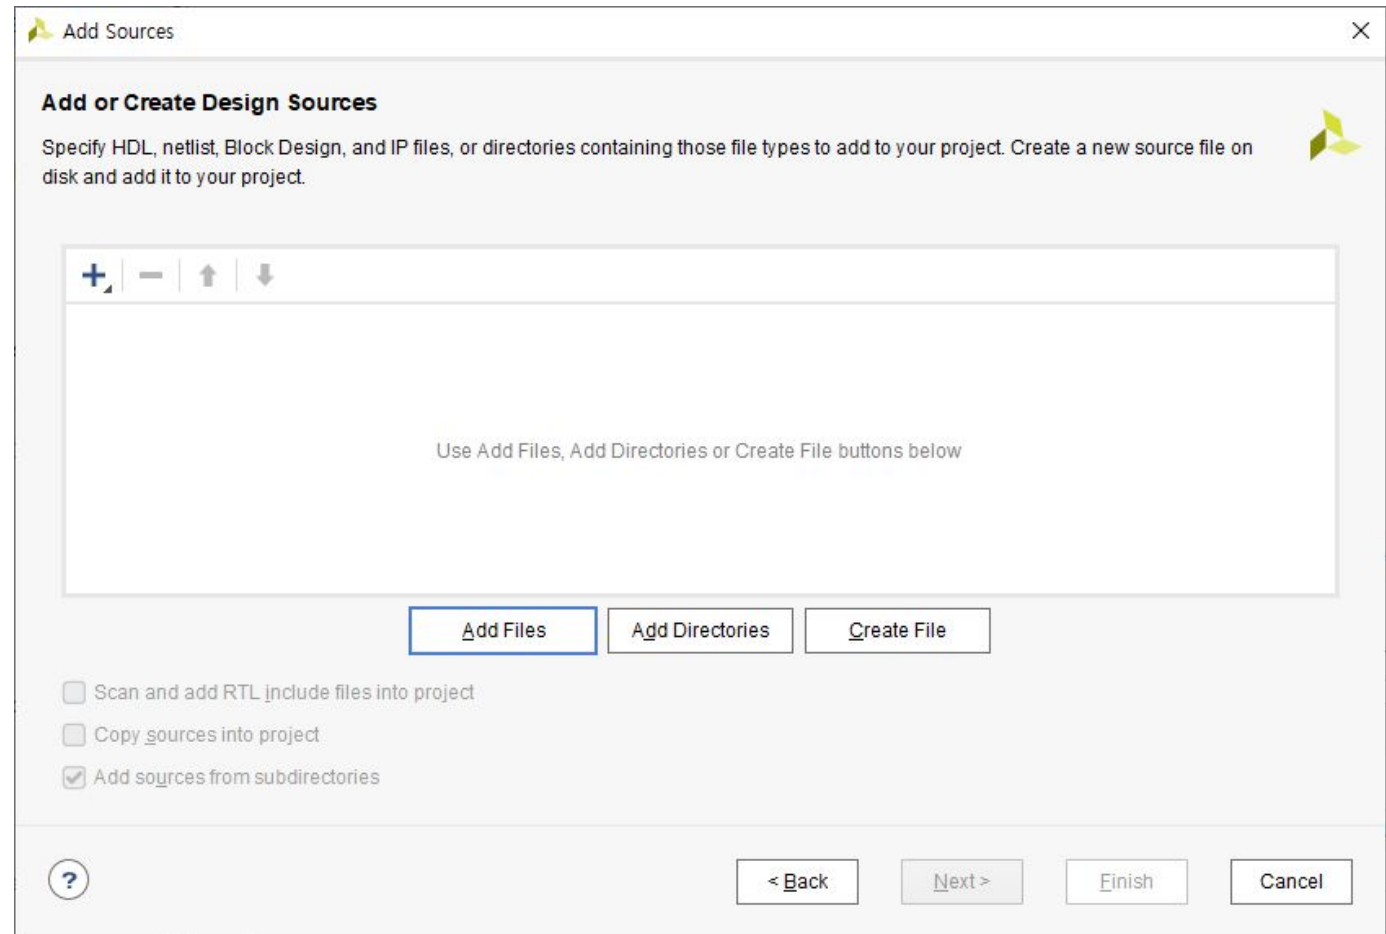 Add Sources
Add or Create Design Sources
Specify HDL, netlist, Block Design, and IP files, or directories containing those file types to add to your project. Create a new source file on
disk and add it to your project.
Use Add Files, Add Directories or Create File buttons below
Add Files
Add Directories
Create File
Scan and add RTL include files into project
Copy sources into project
Add sources from subdirectories
?
< Back
Next >
Finish
Cancel